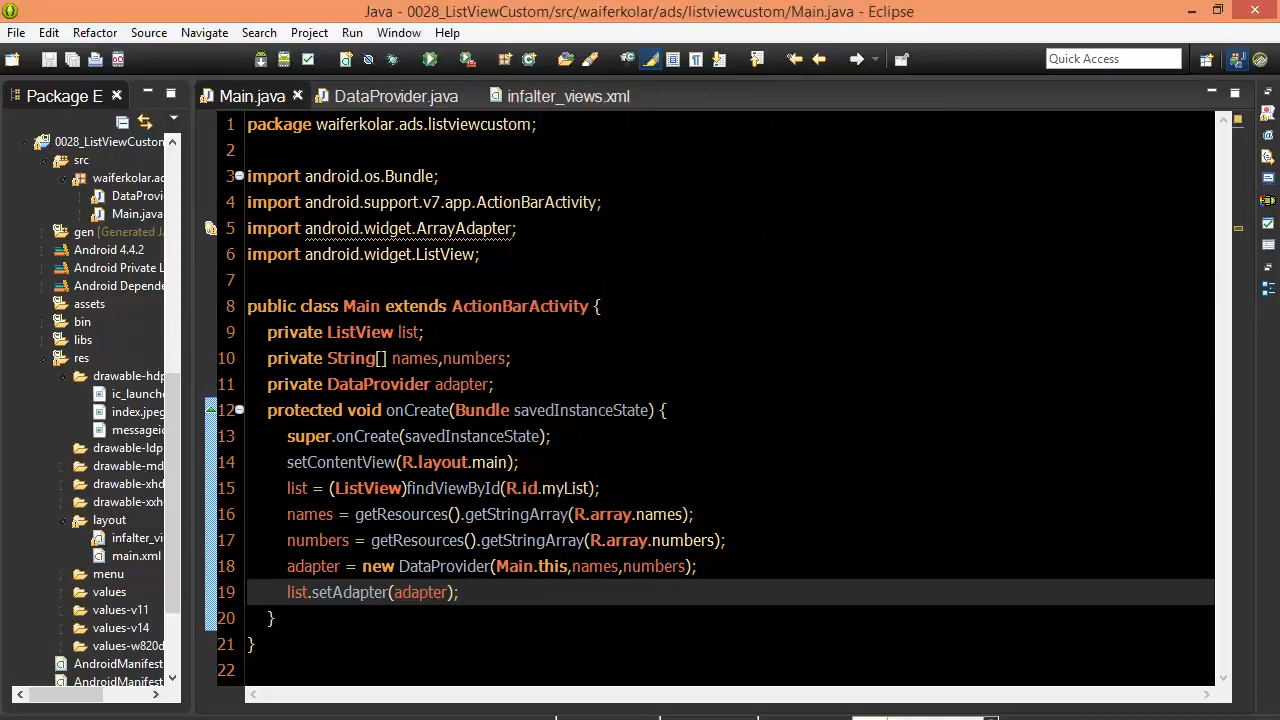 Java - 0028_ListViewCustom/src/waiferkolar/ads/listviewcustom/Main.java - Eclipse
File Edit Refactor Source Navigate Search Project Run Window Help
Quick Access
Package E
Main.java DataProvider.java infalter_views.xml
0028_ListViewCustom
src
waiferkolar.ad
DataProvi
Main.java
gen [Generated Ja
Android 4.4.2
Android Private L
Android Depende
assets
bin
libs
res
drawable-hdp
ic_launche
index.jpeg
messageic
drawable-ldp
drawable-md
drawable-xhd
drawable-xxh
layout
infalter_vi
main.xml
menu
values
values-v11
values-v14
values-w820d
AndroidManifest
AndroidManifest
1 package waiferkolar.ads.listviewcustom;
2
3 import android.os.Bundle;
4 import android.support.v7.app.ActionBarActivity;
5 import android.widget.ArrayAdapter;
6 import android.widget.ListView;
7
8 public class Main extends ActionBarActivity {
9 private ListView list;
10 private String[] names,numbers;
11 private DataProvider adapter;
12 protected void onCreate(Bundle savedInstanceState) {
13 super.onCreate(savedInstanceState);
14 setContentView(R.layout.main);
15 list = (ListView)findViewById(R.id.myList);
16 names = getResources().getStringArray(R.array.names);
17 numbers = getResources().getStringArray(R.array.numbers);
18 adapter = new DataProvider(Main.this,names,numbers);
19 list.setAdapter(adapter);
20 }
21 }
22